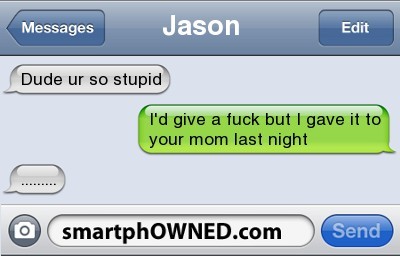 Messages
Jason
Edit
Dude ur so stupid
I'd give a fuck but I gave it to
your mom last night
.........
smartphOWNED.com
Send